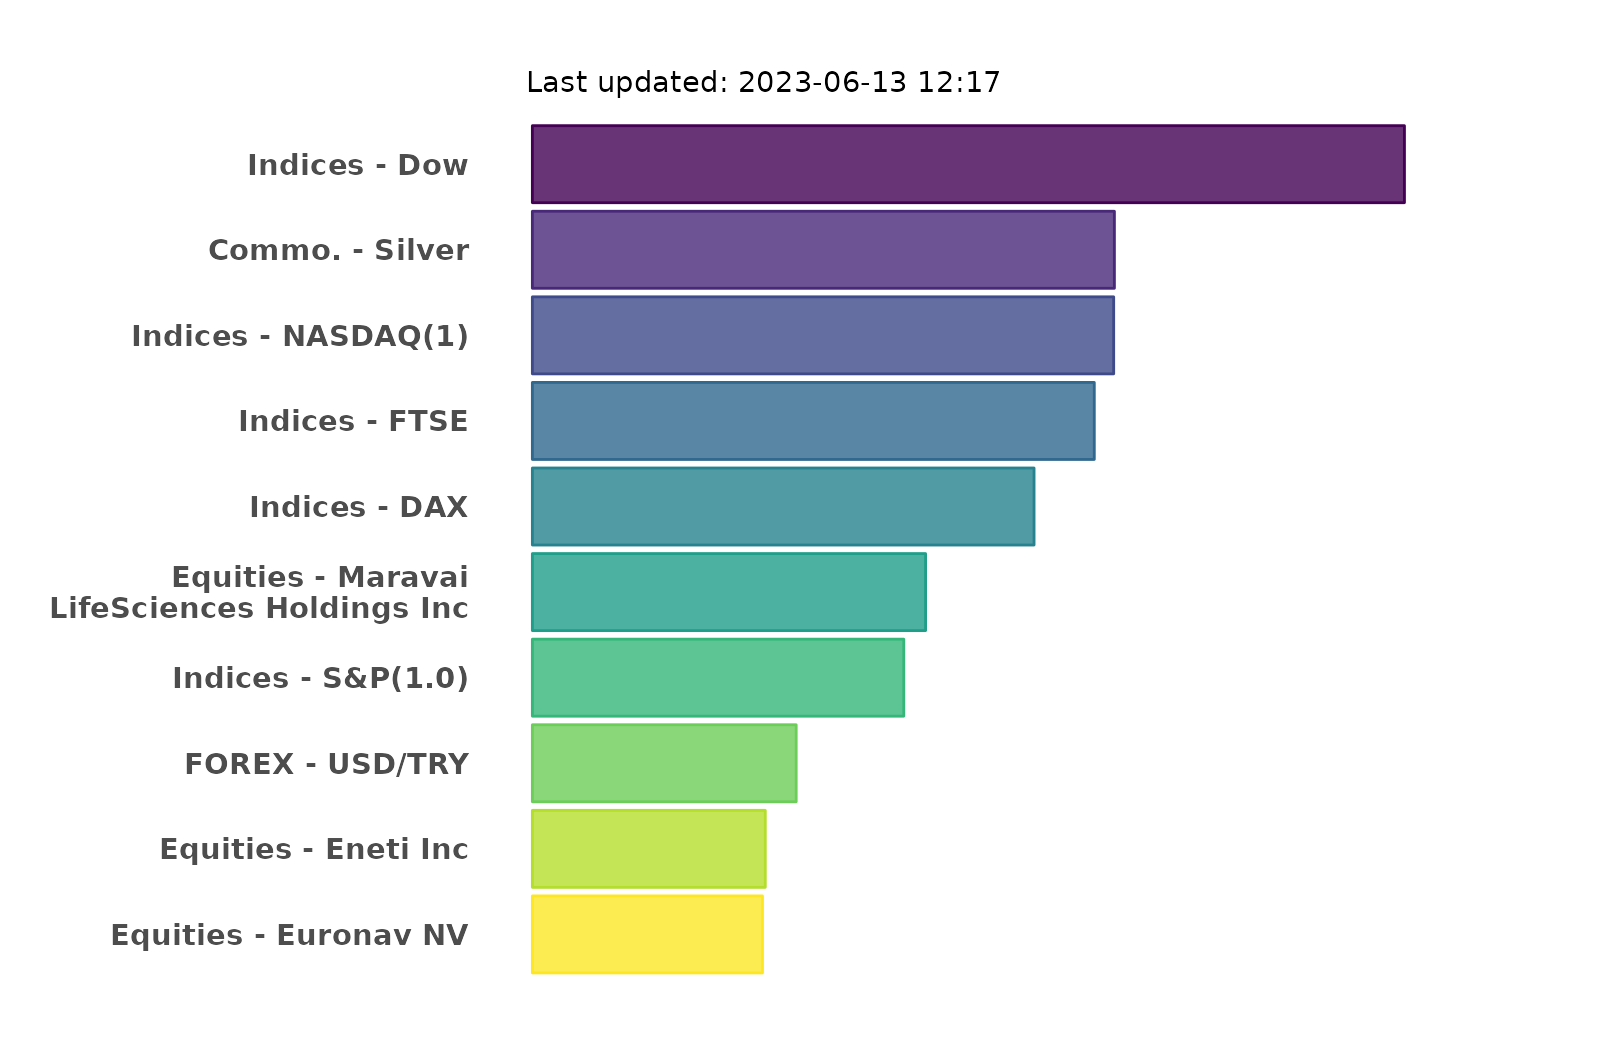 Last updated: 2023-06-13 12:17
Indices - Dow
Commo. - Silver
Indices - NASDAQ(1)
Indices - FTSE
Indices - DAX
Equities - Maravai
LifeSciences Holdings Inc
Indices - S&P(1.0)
FOREX - USD/TRY
Equities - Eneti Inc
Equities - Euronav NV